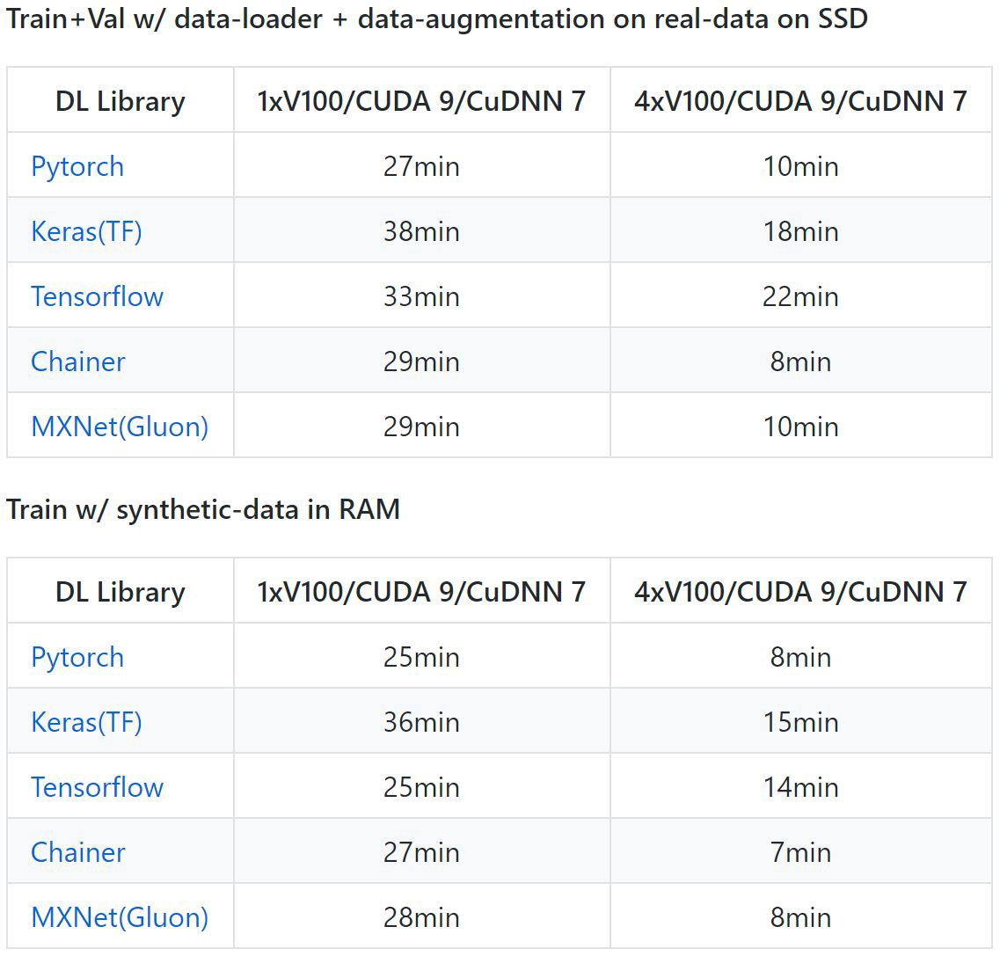 Train+Val w/ data-loader + data-augmentation on real-data on SSD
DL Library 1xV100/CUDA 9/CuDNN 7 4xV100/CUDA 9/CuDNN 7
Pytorch 27min 10min
Keras(TF) 38min 18min
Tensorflow 33min 22min
Chainer 29min 8min
MXNet(Gluon) 29min 10min
Train w/ synthetic-data in RAM
DL Library 1xV100/CUDA 9/CuDNN 7 4xV100/CUDA 9/CuDNN 7
Pytorch 25min 8min
Keras(TF) 36min 15min
Tensorflow 25min 14min
Chainer 27min 7min
MXNet(Gluon) 28min 8min